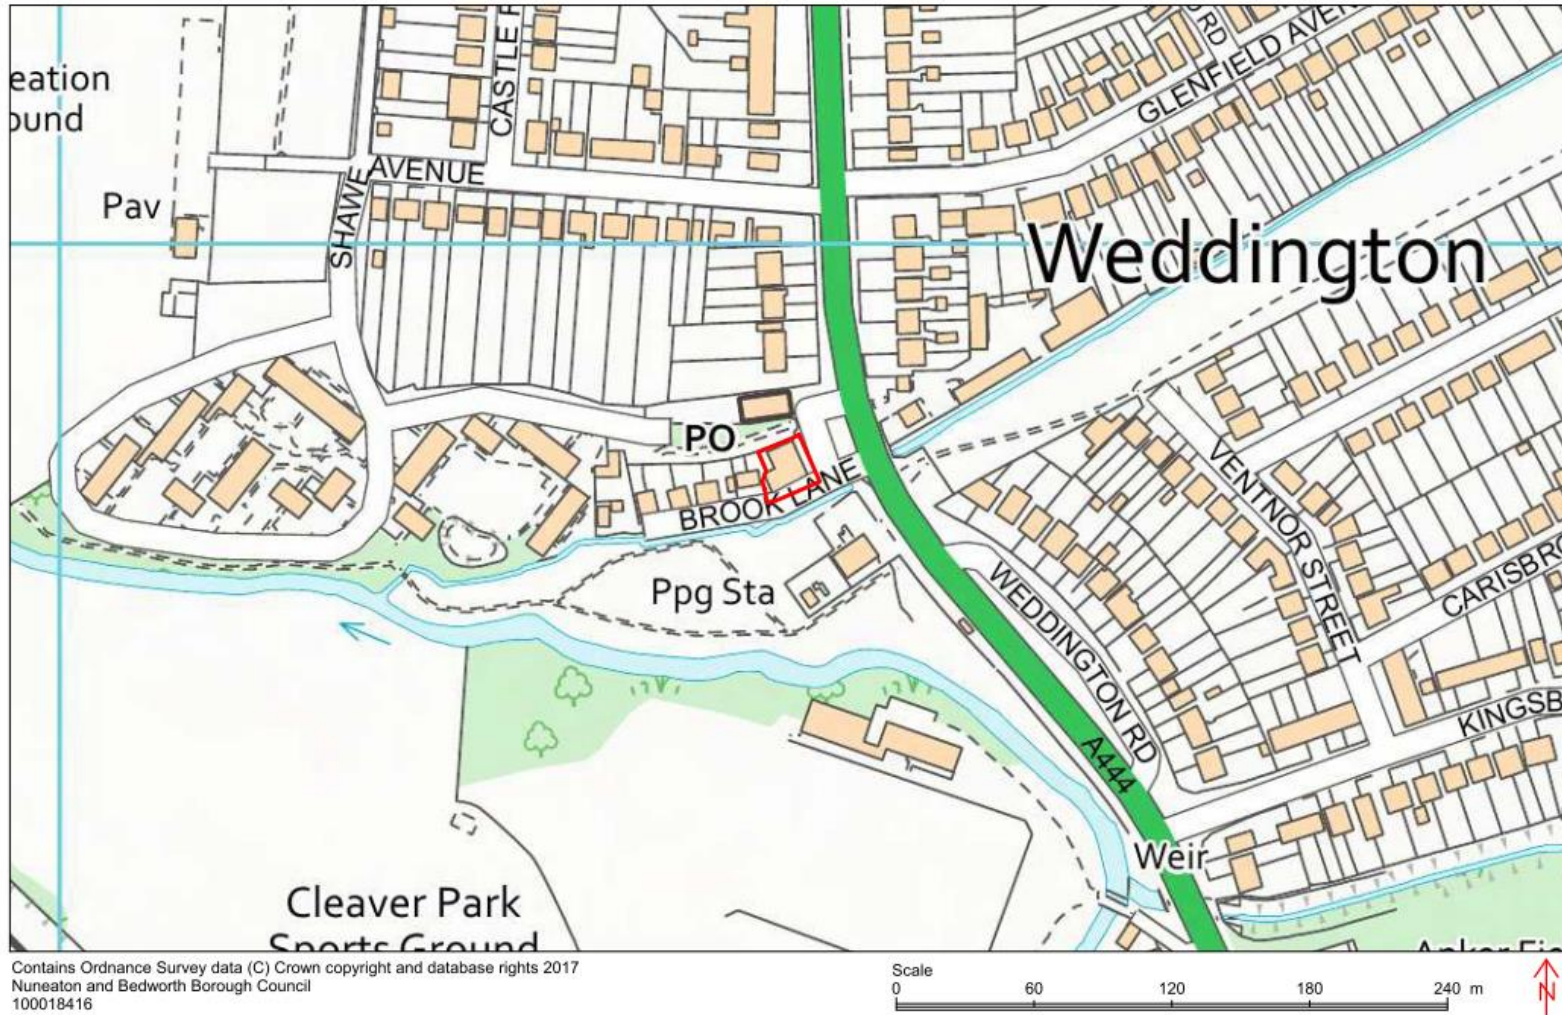 eation
ound
Pav
SHAWE
AVENUE
CASTLE
RD
GLENFIELD AVEN
Weddington
PO
BROOK LANE
Ppg Sta
VENTNOR STREET
CARISBRO
WEDDINGTON RD
A444
KINGSB
Weir
Cleaver Park
Sports Ground
Contains Ordnance Survey data (C) Crown copyright and database rights 2017
Nuneaton and Bedworth Borough Council
100018416
Scale
0 60 120 180 240 m
N